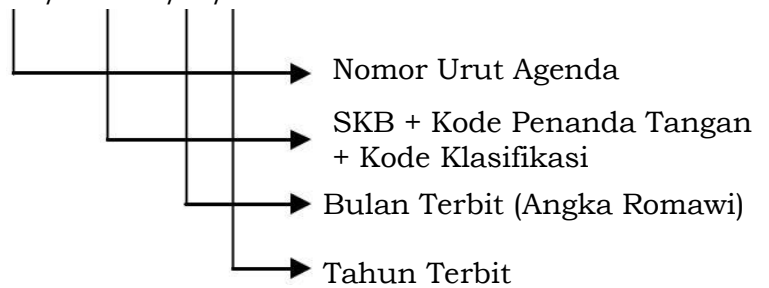 Nomor Urut Agenda
SKB + Kode Penanda Tangan
+ Kode Klasifikasi
Bulan Terbit (Angka Romawi)
Tahun Terbit